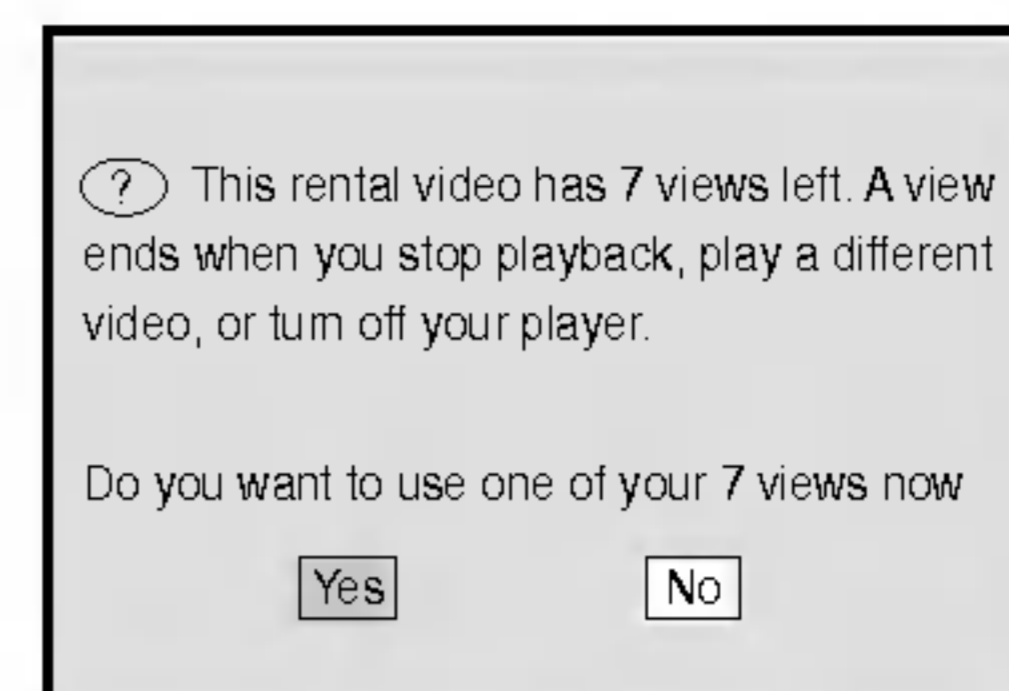 ? This rental video has 7 views left. A view
ends when you stop playback, play a different
video, or turn off your player.
Do you want to use one of your 7 views now
Yes No